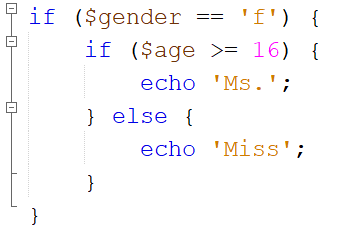 if ($gender == 'f') {
    if ($age >= 16) {
        echo 'Ms.';
    } else {
        echo 'Miss';
    }
}